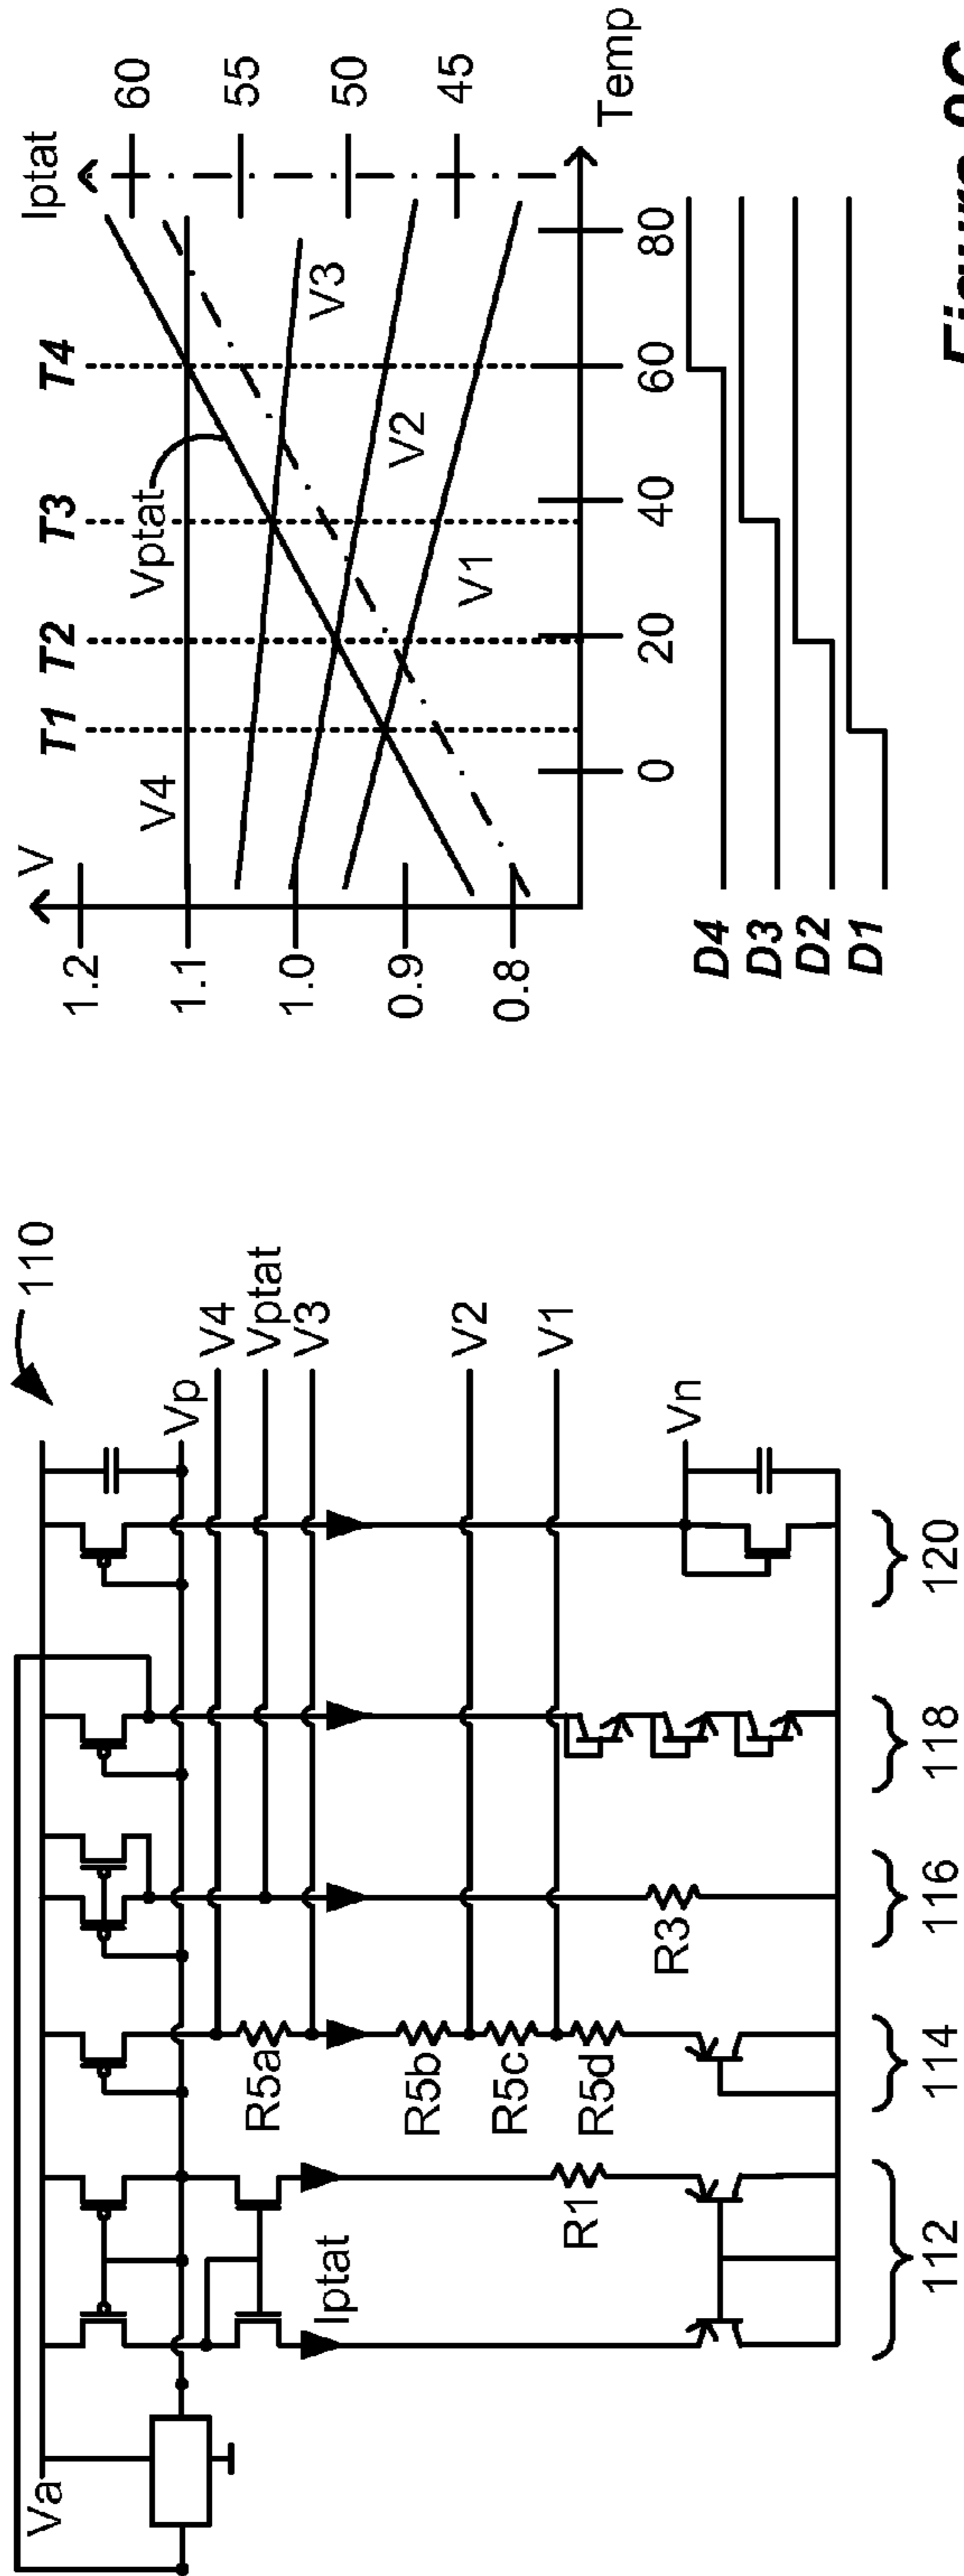 110
Va
Vp
V4
Vptat
V3
V2
V1
Vn
Iptat
R1
R5a
R5b
R5c
R5d
R3
112
114
116
118
120
V
T1
T2
T3
T4
Iptat
1.2
1.1
1.0
0.9
0.8
60
55
50
45
V4
Vptat
V3
V2
V1
Temp
0
20
40
60
80
D4
D3
D2
D1
Figure